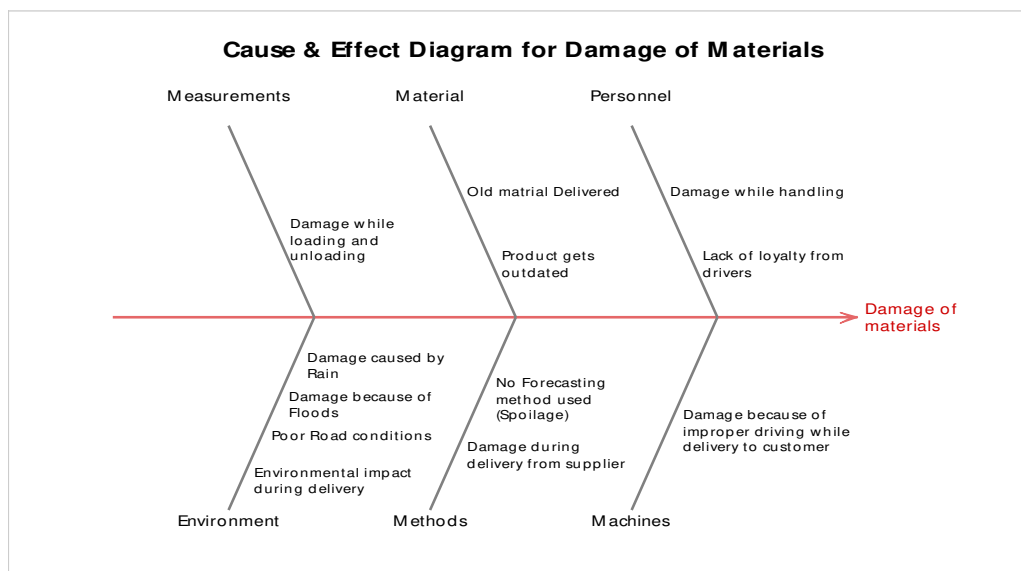 Cause & Effect Diagram for Damage of Materials
Measurements
Material
Personnel
Old matrial Delivered
Damage while handling
Damage while
loading and
unloading
Product gets
outdated
Lack of loyalty from
drivers
Damage of
materials
Damage caused by
Rain
Damage because of
Floods
Poor Road conditions
Environmental impact
during delivery
No Forecasting
method used
(Spoilage)
Damage during
delivery from supplier
Damage because of
improper driving while
delivery to customer
Environment
Methods
Machines